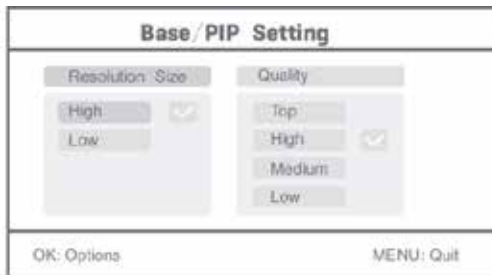 Base/PIP Setting
Resolution Size
High
Low
Quality
Top
High
Medium
Low
OK: Options
MENU: Quit